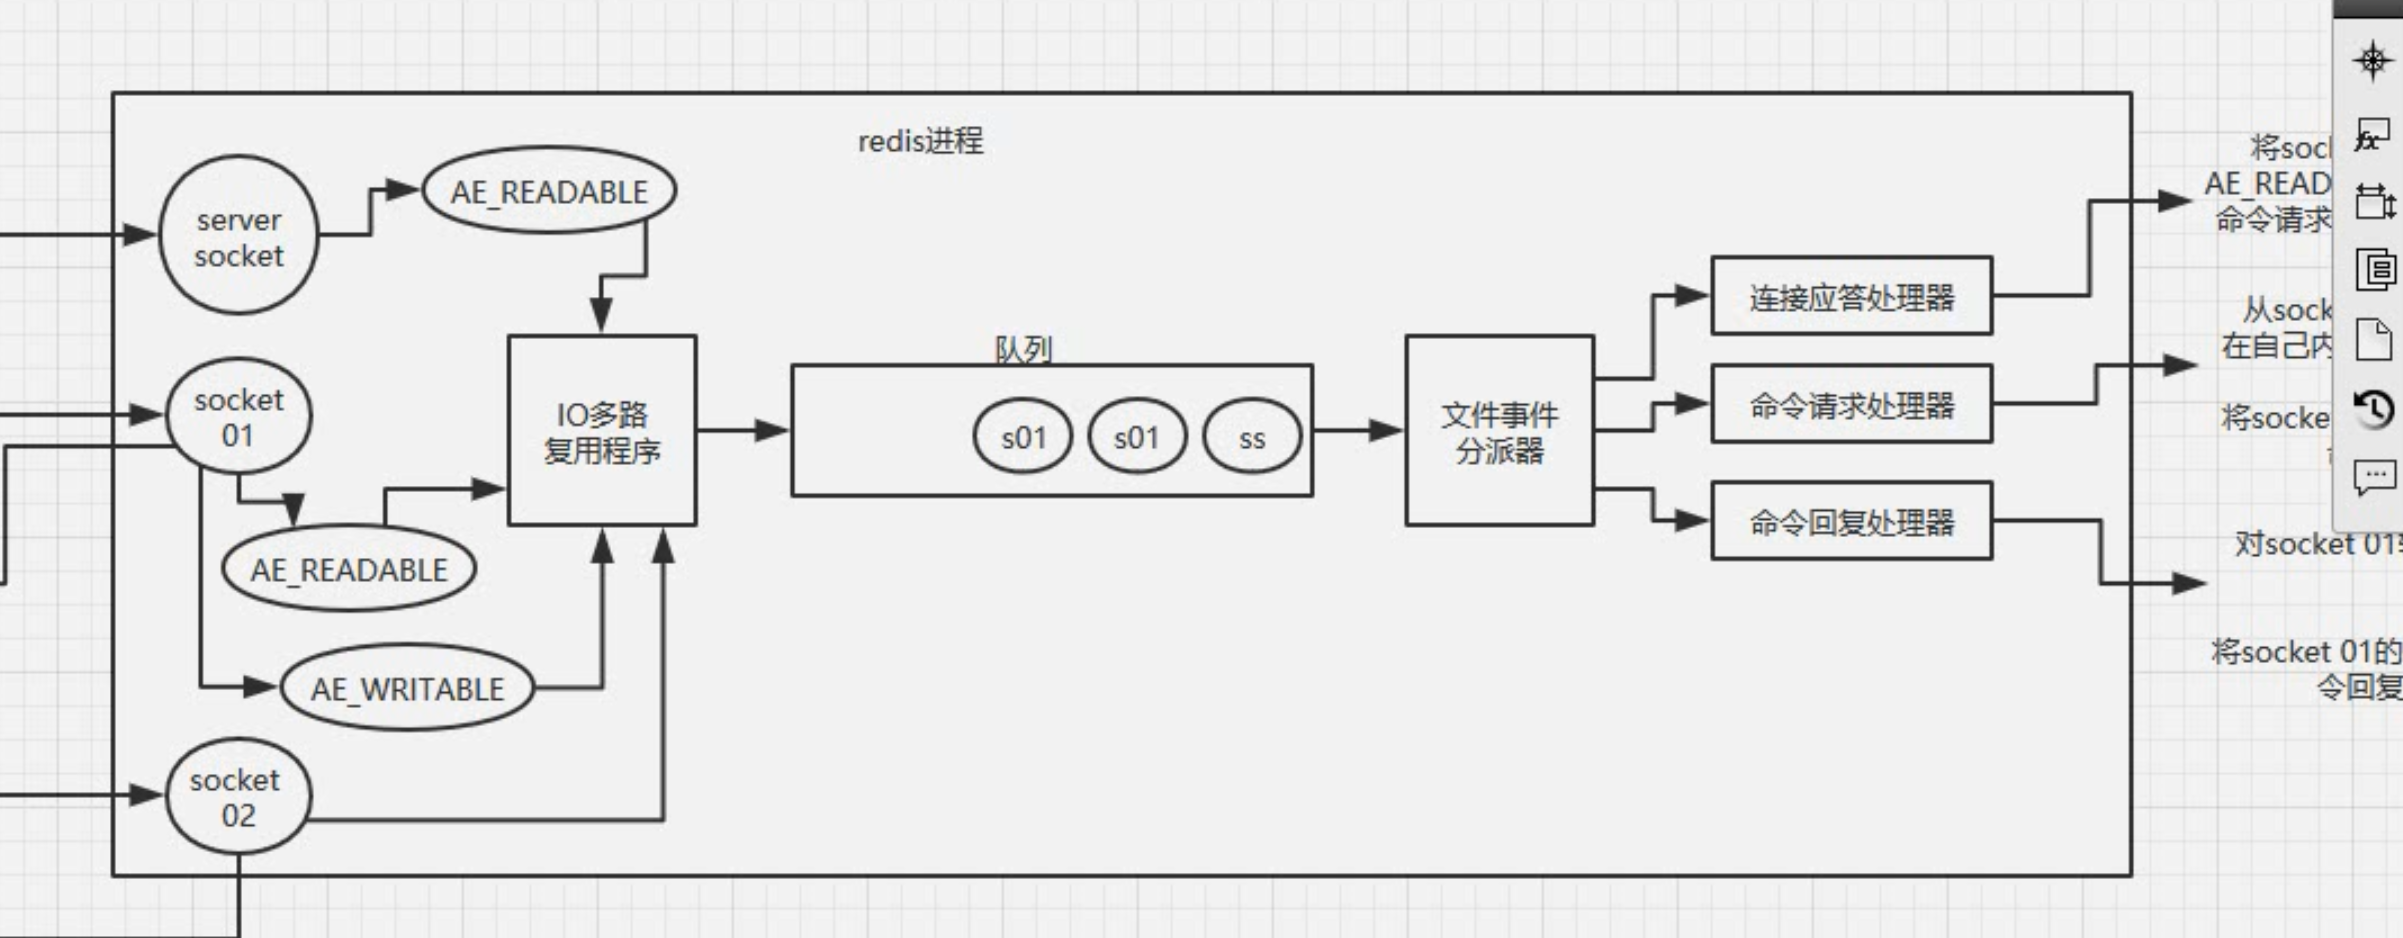 redis进程
server
socket
AE_READABLE
socket
01
AE_READABLE
AE_WRITABLE
socket
02
IO多路
复用程序
队列
s01
s01
ss
文件事件
分派器
连接应答处理器
命令请求处理器
命令回复处理器
将soc
AE_READ
命令请求
从sock
在自己内
将socke
对socket 01
将socket 01的
令回复
fx